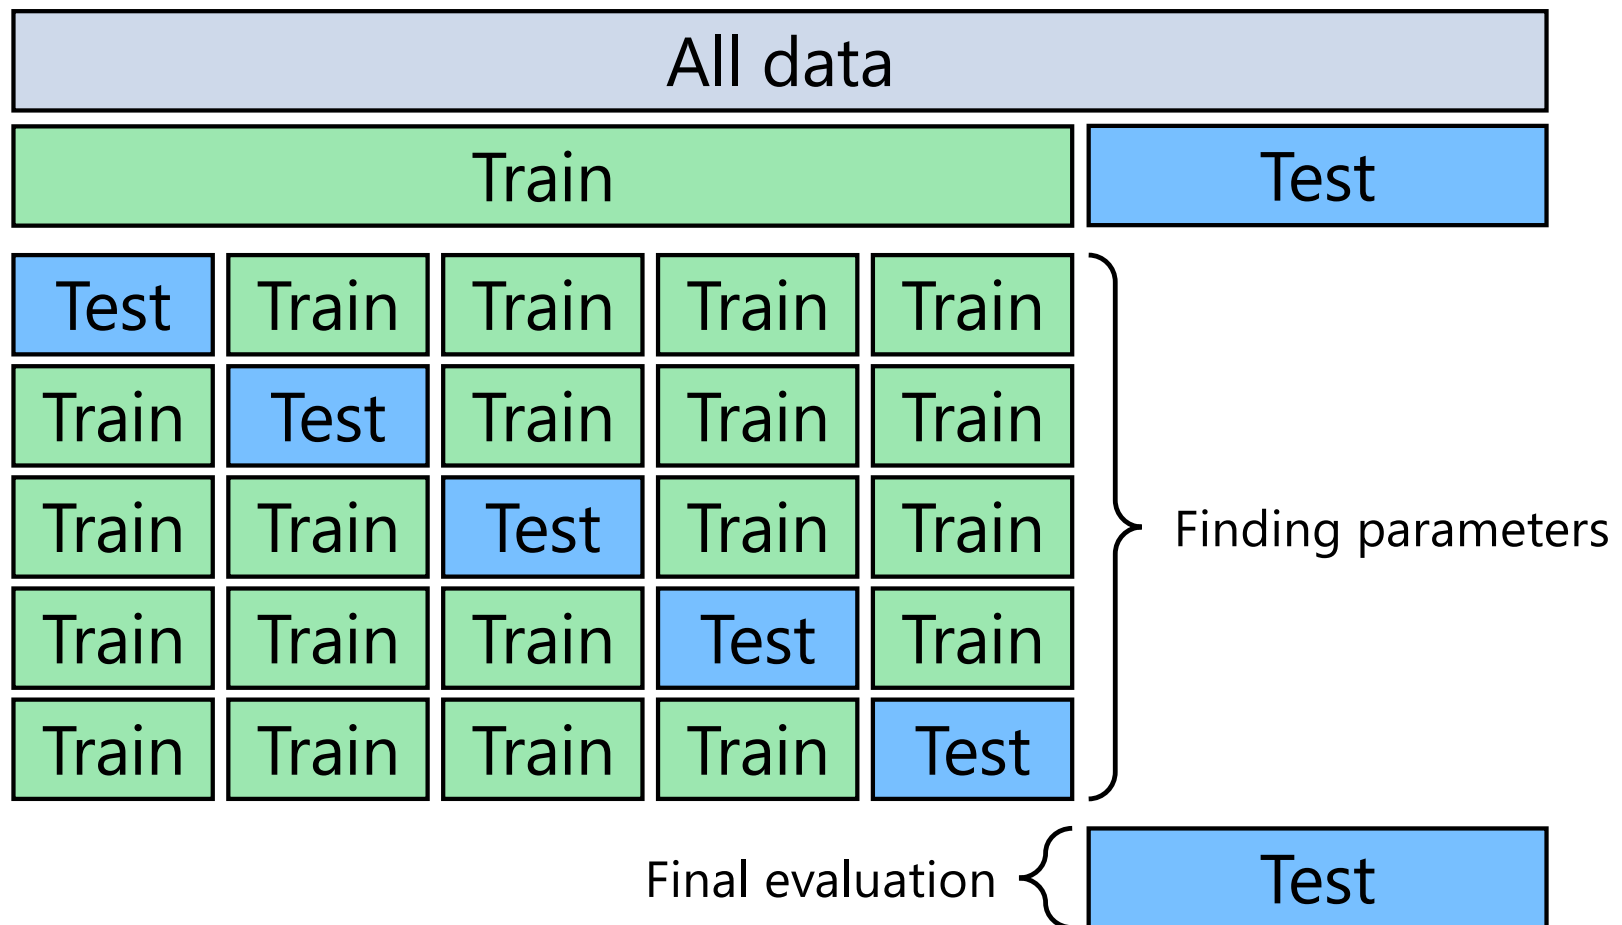 All data
Train Test
Test Train Train Train Train
Train Test Train Train Train
Train Train Test Train Train
Train Train Train Test Train
Train Train Train Train Test
Finding parameters
Final evaluation Test